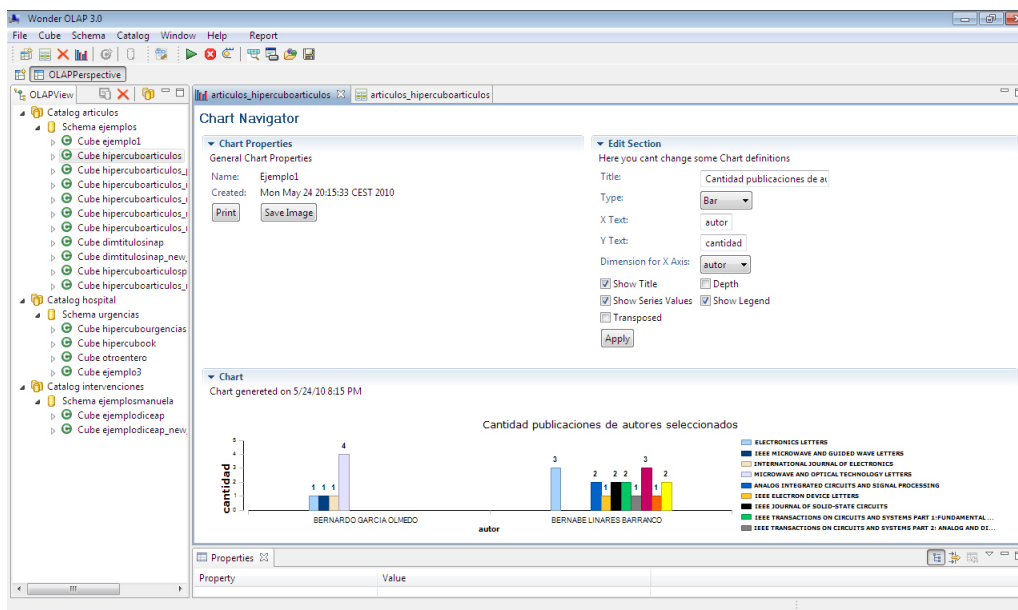 Wonder OLAP 3.0
File Cube Schema Catalog Window Help Report
OLAPPerspective
OLAPView
Catalog articulos
Schema ejemplos
Cube ejemplo1
Cube hipercuboarticulos
Cube hipercuboarticulos_
Cube hipercuboarticulos_
Cube hipercuboarticulos_
Cube hipercuboarticulos_
Cube hipercuboarticulos_
Cube dimtitulosinap
Cube dimtitulosinap_new_
Cube hipercuboarticulosp
Cube hipercuboarticulos_
Catalog hospital
Schema urgencias
Cube hipercubourgencias
Cube hipercubook
Cube otroentero
Cube ejemplo3
Catalog intervenciones
Schema ejemplosmanuela
Cube ejemplodiceap
Cube ejemplodiceap_new_
articulos_hipercuboarticulos articulos_hipercuboarticulos
Chart Navigator
Chart Properties
General Chart Properties
Name: Ejemplo1
Created: Mon May 24 20:15:33 CEST 2010
Print Save Image
Edit Section
Here you cant change some Chart definitions
Title: Cantidad publicaciones de au
Type: Bar
X Text: autor
Y Text: cantidad
Dimension for X Axis: autor
Show Title Depth
Show Series Values Show Legend
Transposed
Apply
Chart
Chart genereted on 5/24/10 8:15 PM
Cantidad publicaciones de autores seleccionados
cantidad
5
4
3
2
1
0
1 1 1 4
3 2 1 2 2 1 3 1 2
BERNARDO GARCIA OLMEDO BERNABE LINARES BARRANCO
autor
ELECTRONICS LETTERS
IEEE MICROWAVE AND GUIDED WAVE LETTERS
INTERNATIONAL JOURNAL OF ELECTRONICS
MICROWAVE AND OPTICAL TECHNOLOGY LETTERS
ANALOG INTEGRATED CIRCUITS AND SIGNAL PROCESSING
IEEE ELECTRON DEVICE LETTERS
IEEE JOURNAL OF SOLID-STATE CIRCUITS
IEEE TRANSACTIONS ON CIRCUITS AND SYSTEMS PART 1:FUNDAMENTAL ...
IEEE TRANSACTIONS ON CIRCUITS AND SYSTEMS PART 2: ANALOG AND DI...
Properties
Property Value